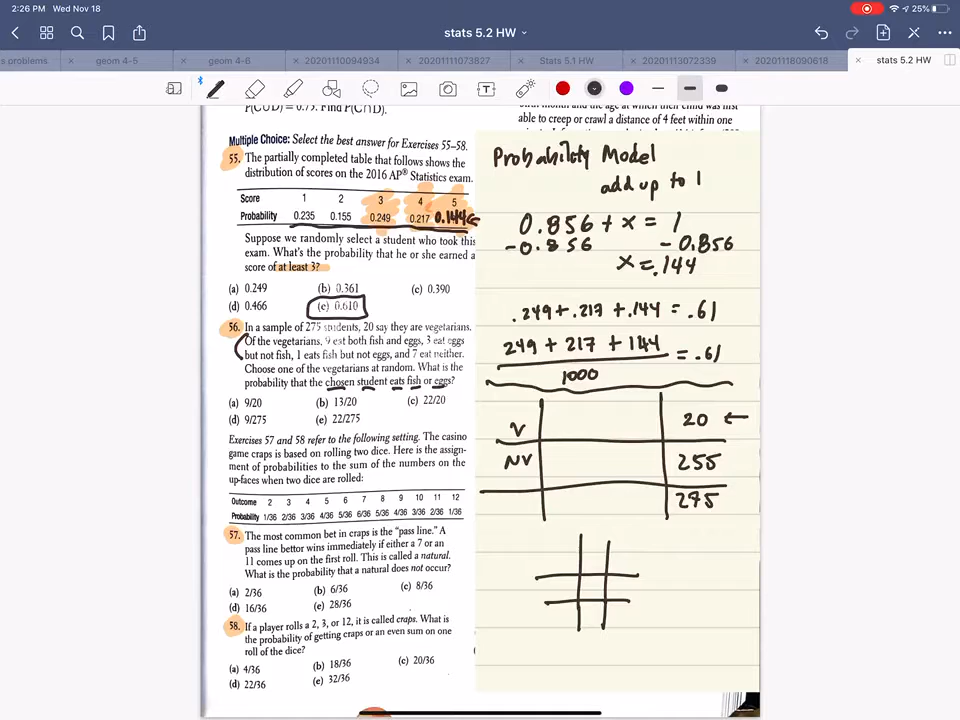 2:26 PM Wed Nov 18
25%
stats 5.2 HW
s problems
geom 4-5
geom 4-6
20201110094934
20201111073827
Stats 5.1 HW
20201113072339
20201118090618
stats 5.2 HW
able to creep or crawl a distance of 4 feet within one
Multiple Choice: Select the best answer for Exercises 55–58.
55. The partially completed table that follows shows the
distribution of scores on the 2016 AP® Statistics exam.
Score 1 2 3 4 5
Probability 0.235 0.155 0.249 0.217 0.144
Suppose we randomly select a student who took this
exam. What's the probability that he or she earned a
score of at least 3?
(a) 0.249 (b) 0.361 (c) 0.390
(d) 0.466 (e) 0.610
56. In a sample of 275 students, 20 say they are vegetarians.
Of the vegetarians, 9 eat both fish and eggs, 3 eat eggs
but not fish, 1 eats fish but not eggs, and 7 eat neither.
Choose one of the vegetarians at random. What is the
probability that the chosen student eats fish or eggs?
(a) 9/20 (b) 13/20 (c) 22/20
(d) 9/275 (e) 22/275
Exercises 57 and 58 refer to the following setting. The casino
game craps is based on rolling two dice. Here is the assign-
ment of probabilities to the sum of the numbers on the
up-faces when two dice are rolled:
Outcome 2 3 4 5 6 7 8 9 10 11 12
Probability 1/36 2/36 3/36 4/36 5/36 6/36 5/36 4/36 3/36 2/36 1/36
57. The most common bet in craps is the "pass line." A
pass line bettor wins immediately if either a 7 or an
11 comes up on the first roll. This is called a natural.
What is the probability that a natural does not occur?
(a) 2/36 (b) 6/36 (c) 8/36
(d) 16/36 (e) 28/36
58. If a player rolls a 2, 3, or 12, it is called craps. What is
the probability of getting craps or an even sum on one
roll of the dice?
(a) 4/36 (b) 18/36 (c) 20/36
(d) 22/36 (e) 32/36
Probability Model
add up to 1
0.856 + x = 1
-0.856 -0.856
x = .144
.249 + .217 + .144 = .61
249 + 217 + 144
1000
= .61
V 20 ←
NV 255
275